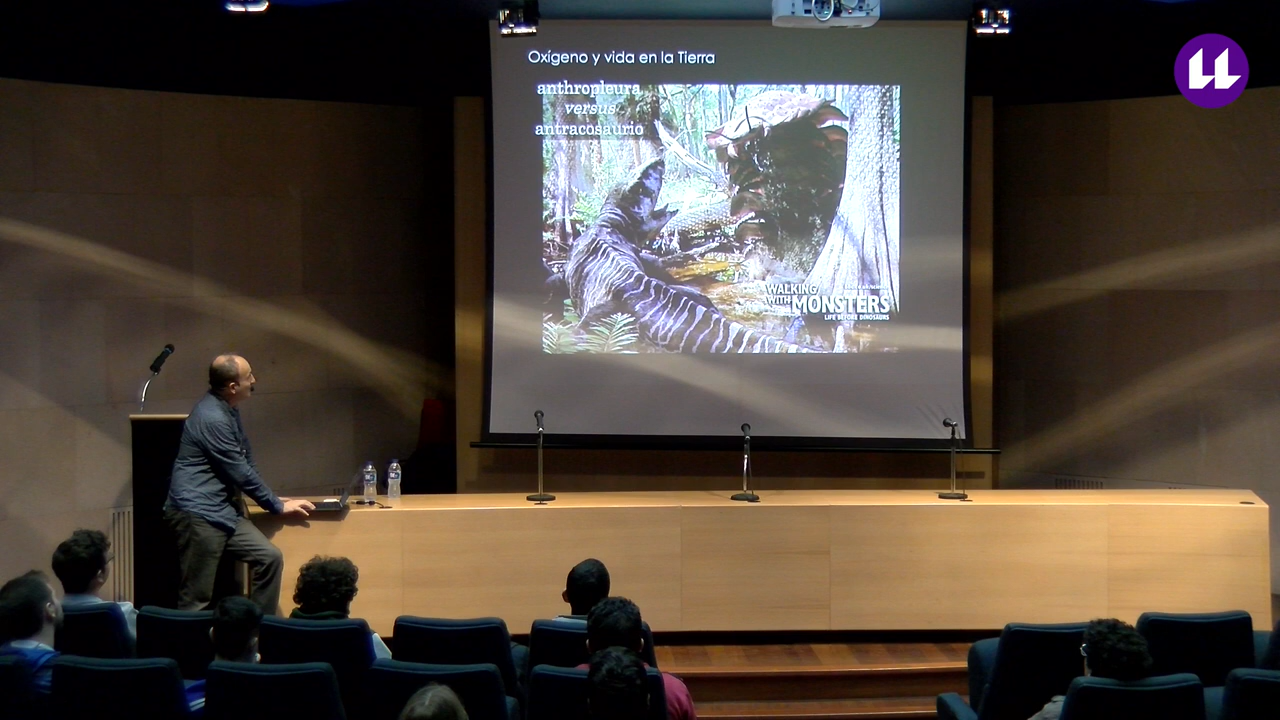 Oxígeno y vida en la Tierra
anthropleura
versus
antracosaurio
WALKING
WITH MONSTERS
LIFE BEFORE DINOSAURS